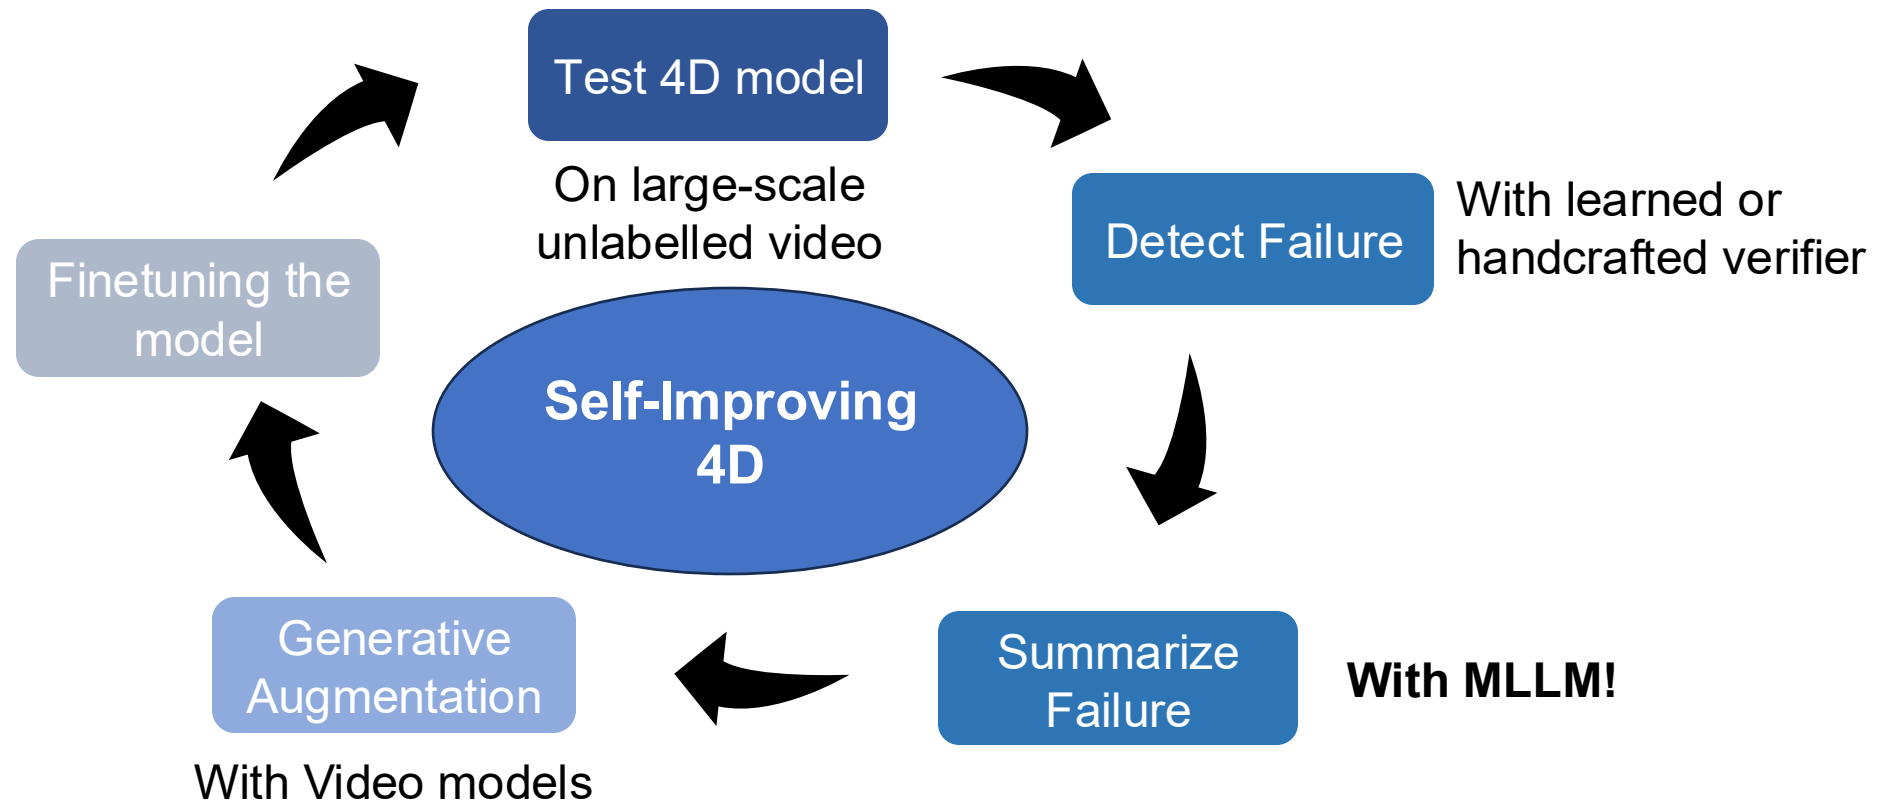 Test 4D model
On large-scale
unlabelled video
Detect Failure
With learned or
handcrafted verifier
Finetuning the
model
Self-Improving
4D
Generative
Augmentation
With Video models
Summarize
Failure
With MLLM!